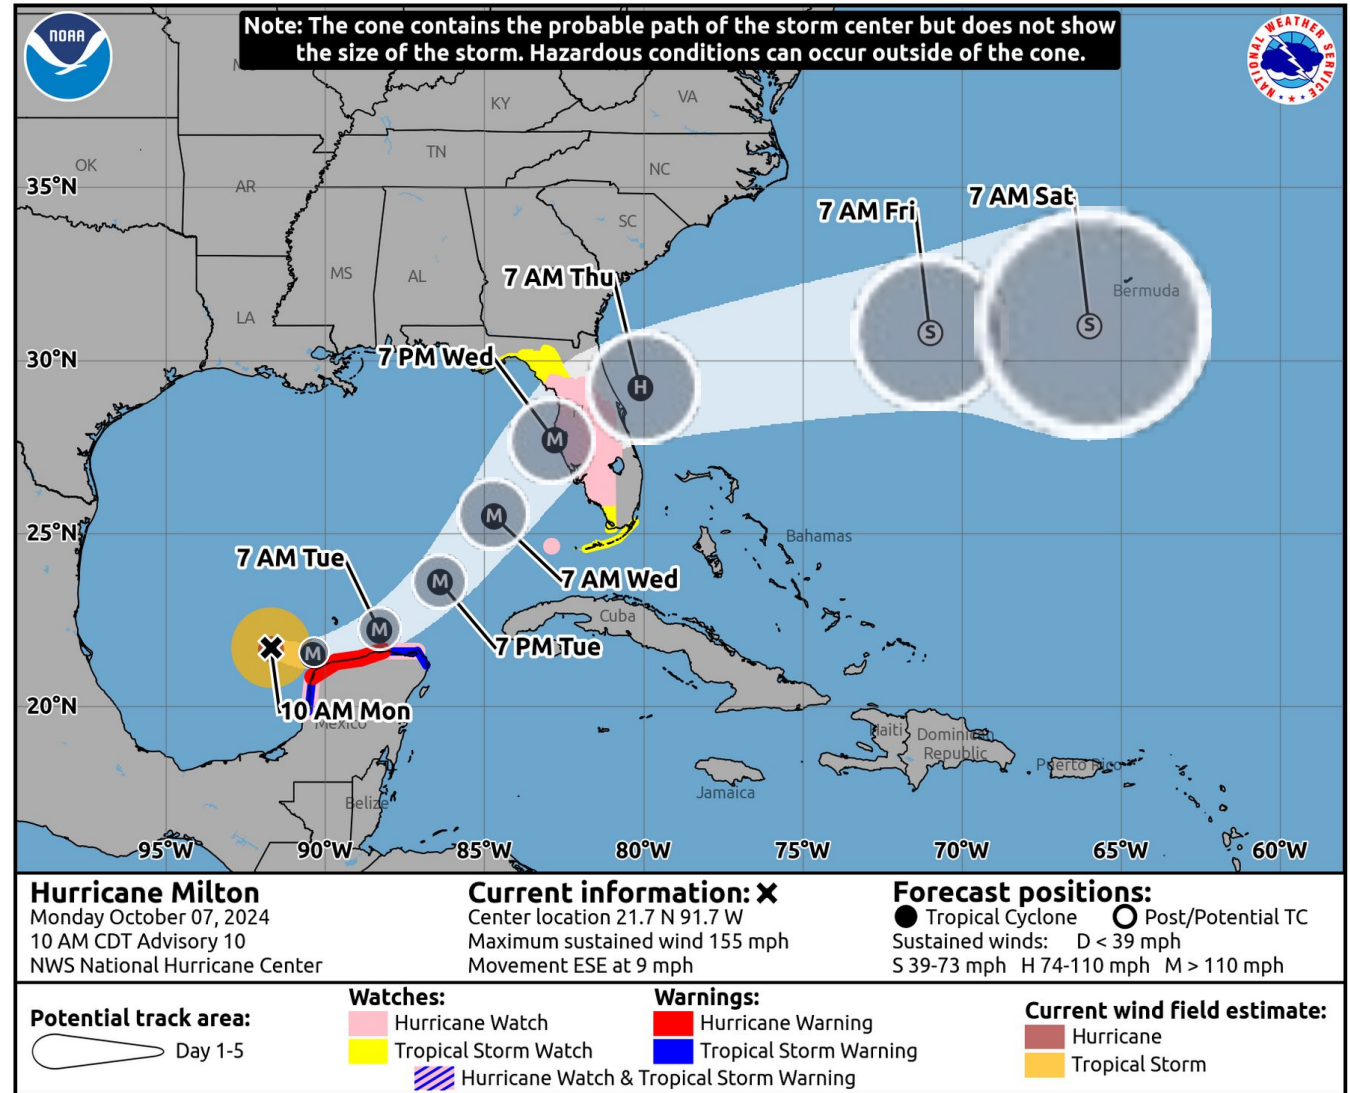 Note: The cone contains the probable path of the storm center but does not show
the size of the storm. Hazardous conditions can occur outside of the cone.
NOAA
NATIONAL WEATHER SERVICE
KY
VA
OK
TN
NC
AR
SC
MS
AL
LA
35°N
30°N
25°N
20°N
7 AM Fri
7 AM Sat
7 AM Thu
7 PM Wed
Bermuda
S
S
H
M
M
M
M
M
7 AM Tue
7 AM Wed
7 PM Tue
10 AM Mon
Bahamas
Cuba
Mexico
Haiti
Dominican
Republic
Puerto Rico
Jamaica
Belize
95°W
90°W
85°W
80°W
75°W
70°W
65°W
60°W
Hurricane Milton
Monday October 07, 2024
10 AM CDT Advisory 10
NWS National Hurricane Center
Current information: ✖
Center location 21.7 N 91.7 W
Maximum sustained wind 155 mph
Movement ESE at 9 mph
Forecast positions:
Tropical Cyclone
Post/Potential TC
Sustained winds: D < 39 mph
S 39-73 mph H 74-110 mph M > 110 mph
Potential track area:
Day 1-5
Watches:
Hurricane Watch
Tropical Storm Watch
Warnings:
Hurricane Warning
Tropical Storm Warning
Hurricane Watch & Tropical Storm Warning
Current wind field estimate:
Hurricane
Tropical Storm